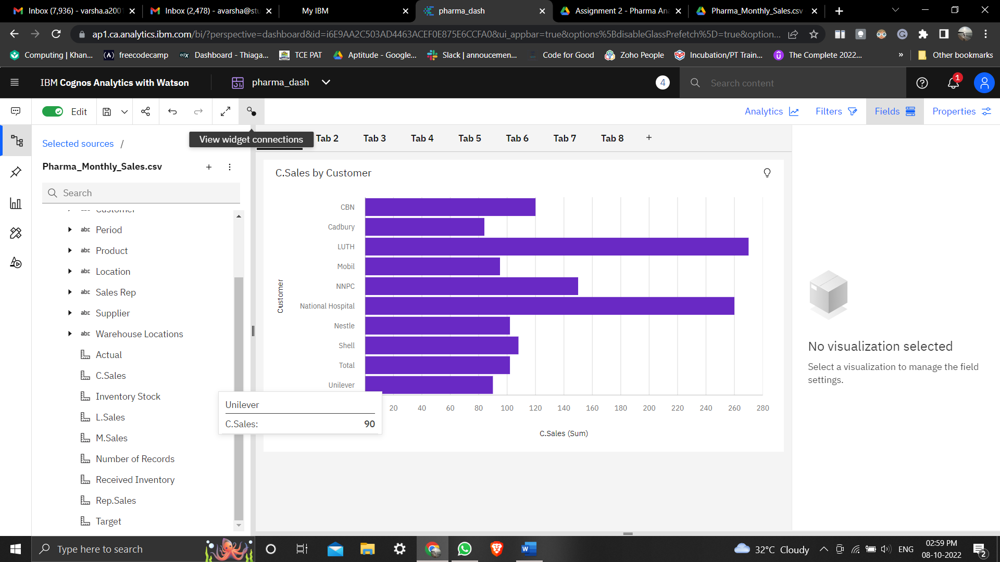 Inbox (7,936) - varsha.a2001
Inbox (2,478) - avarsha@stu
My IBM
pharma_dash
Assignment 2 - Pharma Ana
Pharma_Monthly_Sales.csv
ap1.ca.analytics.ibm.com/bi/?perspective=dashboard&id=i6E9AA2C503AD4463ACEF0E875E6CCFA0&ui_appbar=true&options%5BdisableGlassPrefetch%5D=true&option...
Computing | Khan...
freecodecamp
edx Dashboard - Thiaga...
TCE PAT
Aptitude - Google...
Slack | annoucemen...
Code for Good
Zoho People
Incubation/PT Train...
The Complete 2022...
»
Other bookmarks
IBM Cognos Analytics with Watson
pharma_dash
4
Search content
1
Edit
Analytics
Filters
Fields
Properties
Selected sources /
View widget connections
Tab 2
Tab 3
Tab 4
Tab 5
Tab 6
Tab 7
Tab 8
+
Pharma_Monthly_Sales.csv
Search
Customer
abc Period
abc Product
abc Location
abc Sales Rep
abc Supplier
abc Warehouse Locations
Actual
C.Sales
Inventory Stock
L.Sales
M.Sales
Number of Records
Received Inventory
Rep.Sales
Target
C.Sales by Customer
Customer
CBN
Cadbury
LUTH
Mobil
NNPC
National Hospital
Nestle
Shell
Total
Unilever
20 40 60 80 100 120 140 160 180 200 220 240 260 280
C.Sales (Sum)
Unilever
C.Sales: 90
No visualization selected
Select a visualization to manage the field
settings.
Type here to search
32°C Cloudy
ENG
02:59 PM
08-10-2022
2